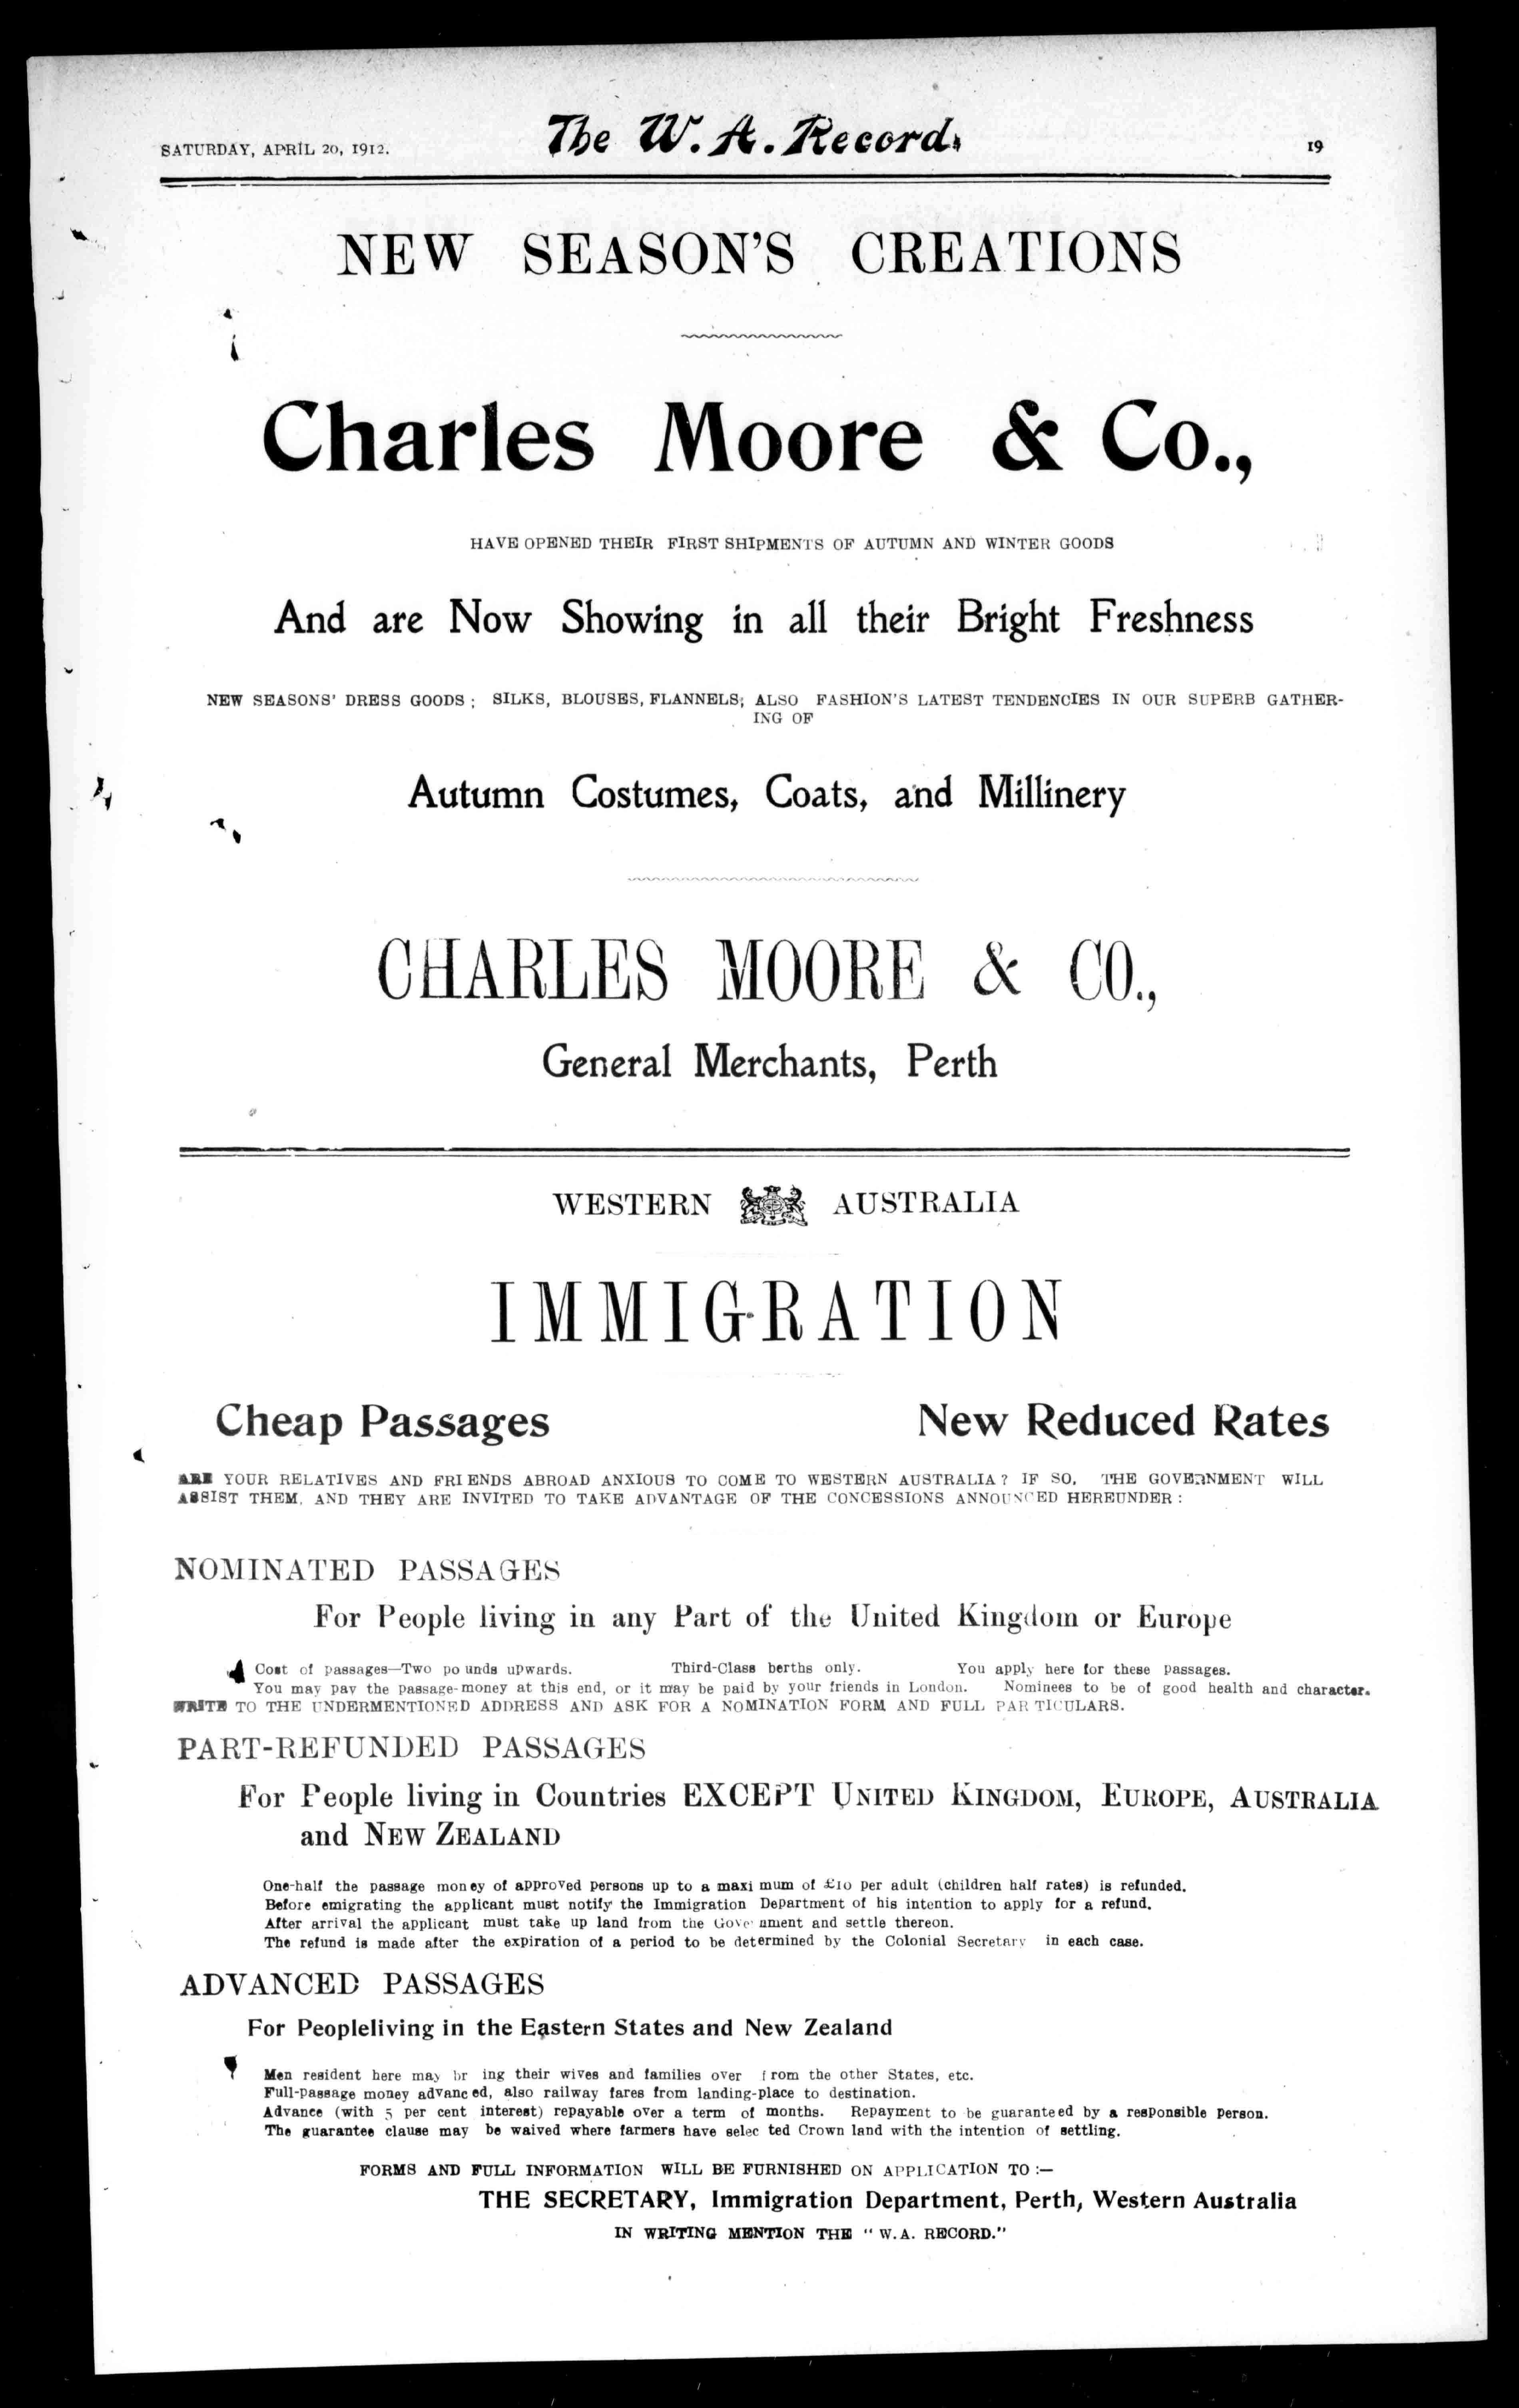 SATURDAY, APRIL 20, 1912.
The W. A. Record.
19
NEW SEASON'S CREATIONS
Charles Moore & Co.,
HAVE OPENED THEIR FIRST SHIPMENTS OF AUTUMN AND WINTER GOODS
And are Now Showing in all their Bright Freshness
NEW SEASONS' DRESS GOODS; SILKS, BLOUSES, FLANNELS; ALSO FASHION'S LATEST TENDENCIES IN OUR SUPERB GATHER-
ING OF
Autumn Costumes, Coats, and Millinery
CHARLES MOORE & CO.,
General Merchants, Perth
WESTERN AUSTRALIA
IMMIGRATION
Cheap Passages New Reduced Rates
ARE YOUR RELATIVES AND FRIENDS ABROAD ANXIOUS TO COME TO WESTERN AUSTRALIA? IF SO, THE GOVERNMENT WILL
ASSIST THEM, AND THEY ARE INVITED TO TAKE ADVANTAGE OF THE CONCESSIONS ANNOUNCED HEREUNDER:
NOMINATED PASSAGES
For People living in any Part of the United Kingdom or Europe
Cost of passages—Two pounds upwards. Third-Class berths only. You apply here for these passages.
You may pay the passage-money at this end, or it may be paid by your friends in London. Nominees to be of good health and character.
WRITE TO THE UNDERMENTIONED ADDRESS AND ASK FOR A NOMINATION FORM AND FULL PARTICULARS.
PART-REFUNDED PASSAGES
For People living in Countries EXCEPT UNITED KINGDOM, EUROPE, AUSTRALIA
and NEW ZEALAND
One-half the passage money of approved persons up to a maximum of £10 per adult (children half rates) is refunded.
Before emigrating the applicant must notify the Immigration Department of his intention to apply for a refund.
After arrival the applicant must take up land from the Government and settle thereon.
The refund is made after the expiration of a period to be determined by the Colonial Secretary in each case.
ADVANCED PASSAGES
For Peopleliving in the Eastern States and New Zealand
Men resident here may bring their wives and families over from the other States, etc.
Full-passage money advanced, also railway fares from landing-place to destination.
Advance (with 5 per cent interest) repayable over a term of months. Repayment to be guaranteed by a responsible person.
The guarantee clause may be waived where farmers have selected Crown land with the intention of settling.
FORMS AND FULL INFORMATION WILL BE FURNISHED ON APPLICATION TO:—
THE SECRETARY, Immigration Department, Perth, Western Australia
IN WRITING MENTION THE "W.A. RECORD."